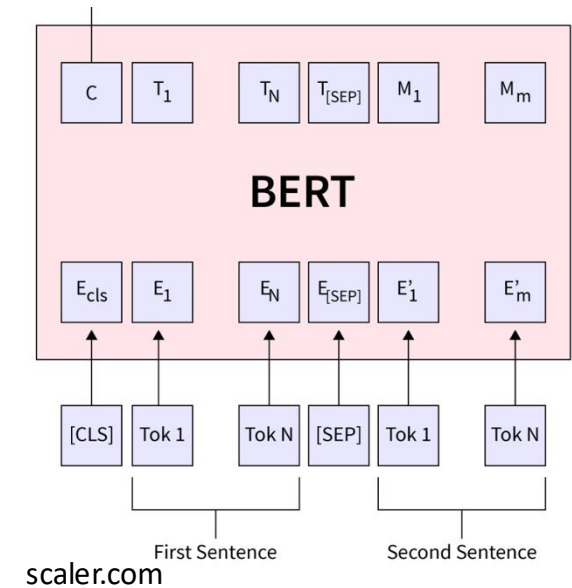 C T1 TN T[SEP] M1 Mm
BERT
Ecls E1 EN E[SEP] E'1 E'm
[CLS] Tok 1 Tok N [SEP] Tok 1 Tok N
First Sentence Second Sentence
scaler.com